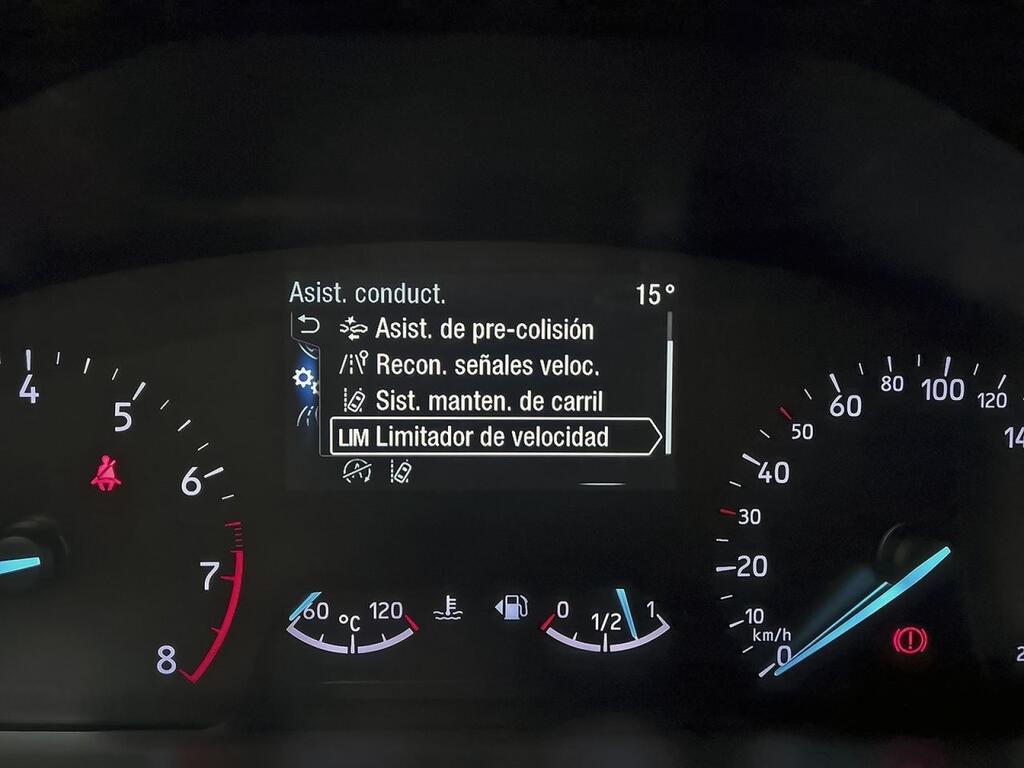 Asist. conduct. 15°
Asist. de pre-colisión
Recon. señales veloc.
Sist. manten. de carril
LIM Limitador de velocidad
4
5
6
7
8
60 °C 120
0 1/2 1
0
10
20
30
40
50
60
80
100
120
km/h